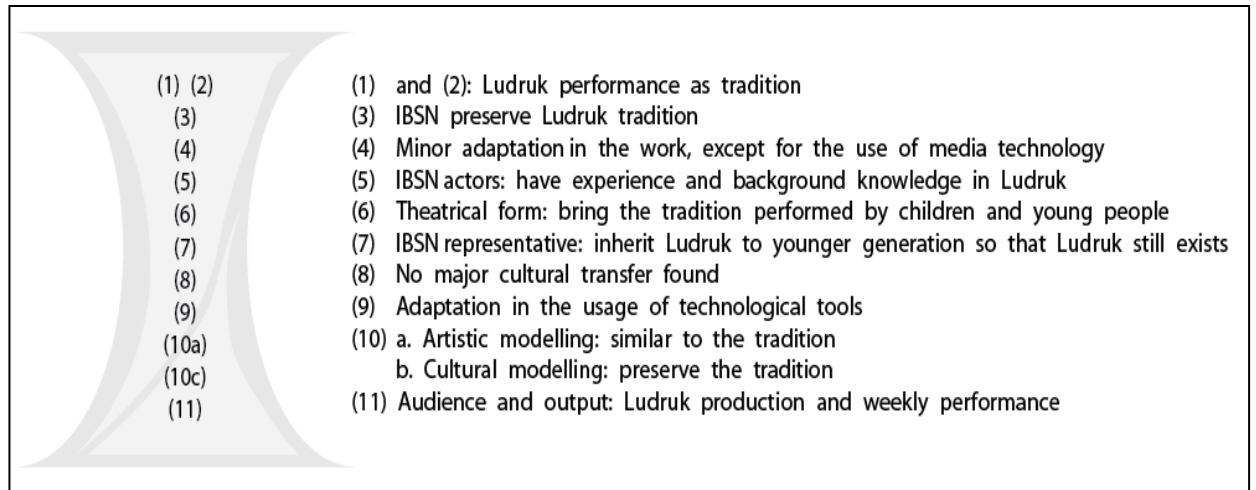 (1) (2) (1) and (2): Ludruk performance as tradition
(3) (3) IBSN preserve Ludruk tradition
(4) (4) Minor adaptation in the work, except for the use of media technology
(5) (5) IBSN actors: have experience and background knowledge in Ludruk
(6) (6) Theatrical form: bring the tradition performed by children and young people
(7) (7) IBSN representative: inherit Ludruk to younger generation so that Ludruk still exists
(8) (8) No major cultural transfer found
(9) (9) Adaptation in the usage of technological tools
(10a) (10) a. Artistic modelling: similar to the tradition
(10c) b. Cultural modelling: preserve the tradition
(11) (11) Audience and output: Ludruk production and weekly performance